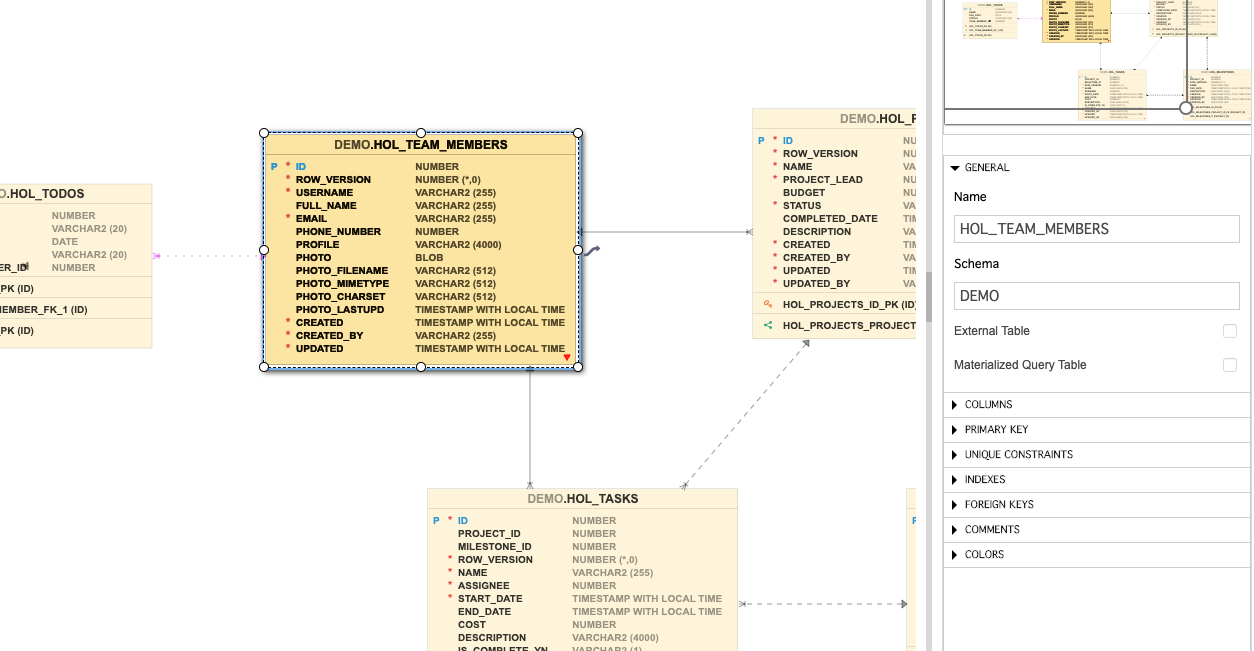 O.HOL_TODOS
NUMBER
VARCHAR2 (20)
DATE
VARCHAR2 (20)
ER_ID NUMBER
PK (ID)
MEMBER_FK_1 (ID)
PK (ID)
DEMO.HOL_TEAM_MEMBERS
P * ID NUMBER
* ROW_VERSION NUMBER (*,0)
* USERNAME VARCHAR2 (255)
FULL_NAME VARCHAR2 (255)
* EMAIL VARCHAR2 (255)
PHONE_NUMBER NUMBER
PROFILE VARCHAR2 (4000)
PHOTO BLOB
PHOTO_FILENAME VARCHAR2 (512)
PHOTO_MIMETYPE VARCHAR2 (512)
PHOTO_CHARSET VARCHAR2 (512)
PHOTO_LASTUPD TIMESTAMP WITH LOCAL TIME
* CREATED TIMESTAMP WITH LOCAL TIME
* CREATED_BY VARCHAR2 (255)
* UPDATED TIMESTAMP WITH LOCAL TIME
DEMO.HOL_P
P * ID NU
* ROW_VERSION NU
* NAME VA
* PROJECT_LEAD NU
BUDGET NU
* STATUS VA
COMPLETED_DATE TIM
DESCRIPTION VA
* CREATED TIM
* CREATED_BY VA
* UPDATED TIM
* UPDATED_BY VA
HOL_PROJECTS_ID_PK (ID)
HOL_PROJECTS_PROJECT
DEMO.HOL_TASKS
P * ID NUMBER
PROJECT_ID NUMBER
MILESTONE_ID NUMBER
* ROW_VERSION NUMBER (*,0)
* NAME VARCHAR2 (255)
* ASSIGNEE NUMBER
* START_DATE TIMESTAMP WITH LOCAL TIME
END_DATE TIMESTAMP WITH LOCAL TIME
COST NUMBER
DESCRIPTION VARCHAR2 (4000)
IS_COMPLETE_YN VARCHAR2 (1)
P
GENERAL
Name
HOL_TEAM_MEMBERS
Schema
DEMO
External Table
Materialized Query Table
COLUMNS
PRIMARY KEY
UNIQUE CONSTRAINTS
INDEXES
FOREIGN KEYS
COMMENTS
COLORS